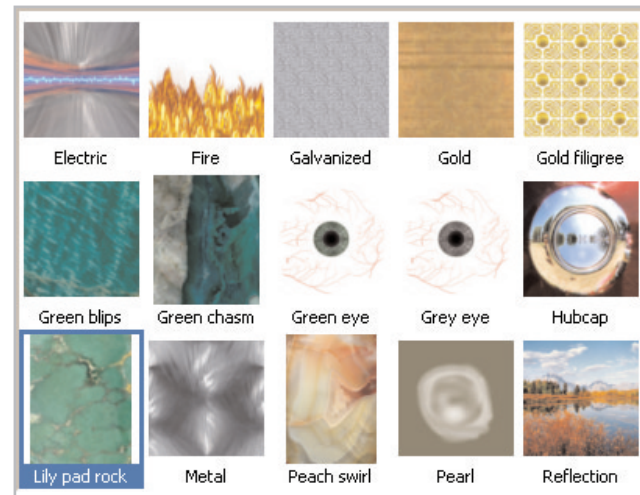 Electric
Fire
Galvanized
Gold
Gold filigree
Green blips
Green chasm
Green eye
Grey eye
Hubcap
Lily pad rock
Metal
Peach swirl
Pearl
Reflection